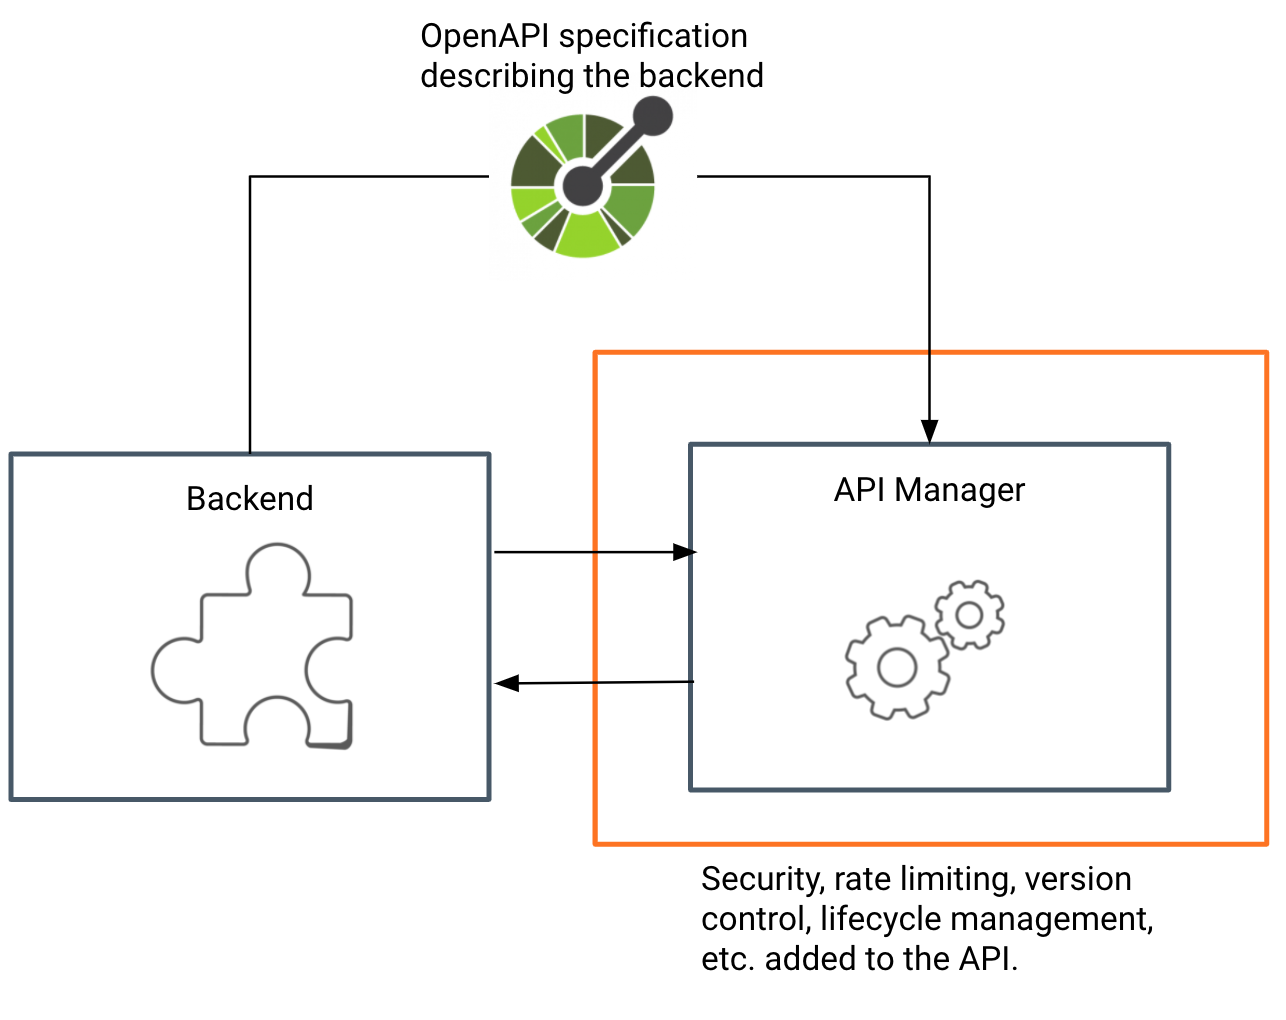 OpenAPI specification
describing the backend
Backend
API Manager
Security, rate limiting, version
control, lifecycle management,
etc. added to the API.